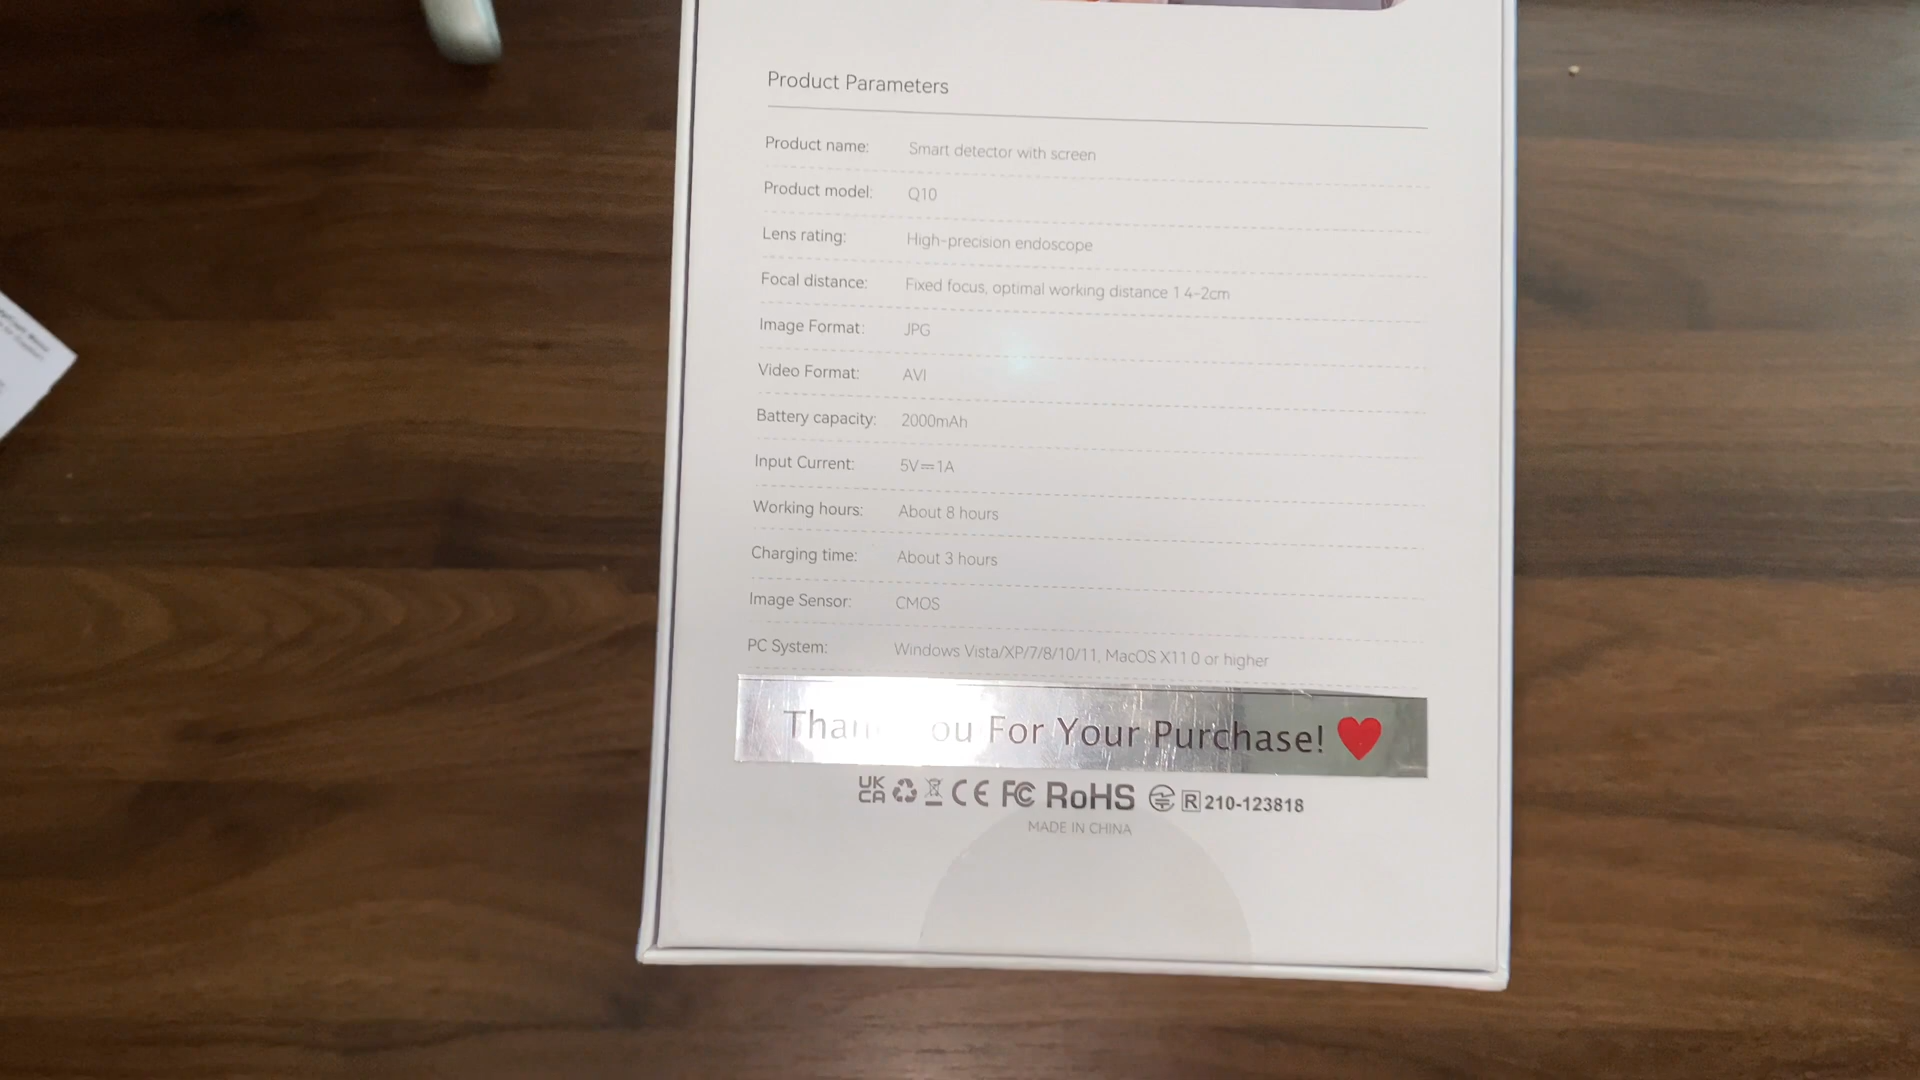 Product Parameters
Product name: Smart detector with screen
Product model: Q10
Lens rating: High-precision endoscope
Focal distance: Fixed focus, optimal working distance 1 4-2cm
Image Format: JPG
Video Format: AVI
Battery capacity: 2000mAh
Input Current: 5V⎓1A
Working hours: About 8 hours
Charging time: About 3 hours
Image Sensor: CMOS
PC System: Windows Vista/XP/7/8/10/11, MacOS X11 0 or higher
For Your Purchase!
UK CA CE FC RoHS R 210-123818
MADE IN CHINA